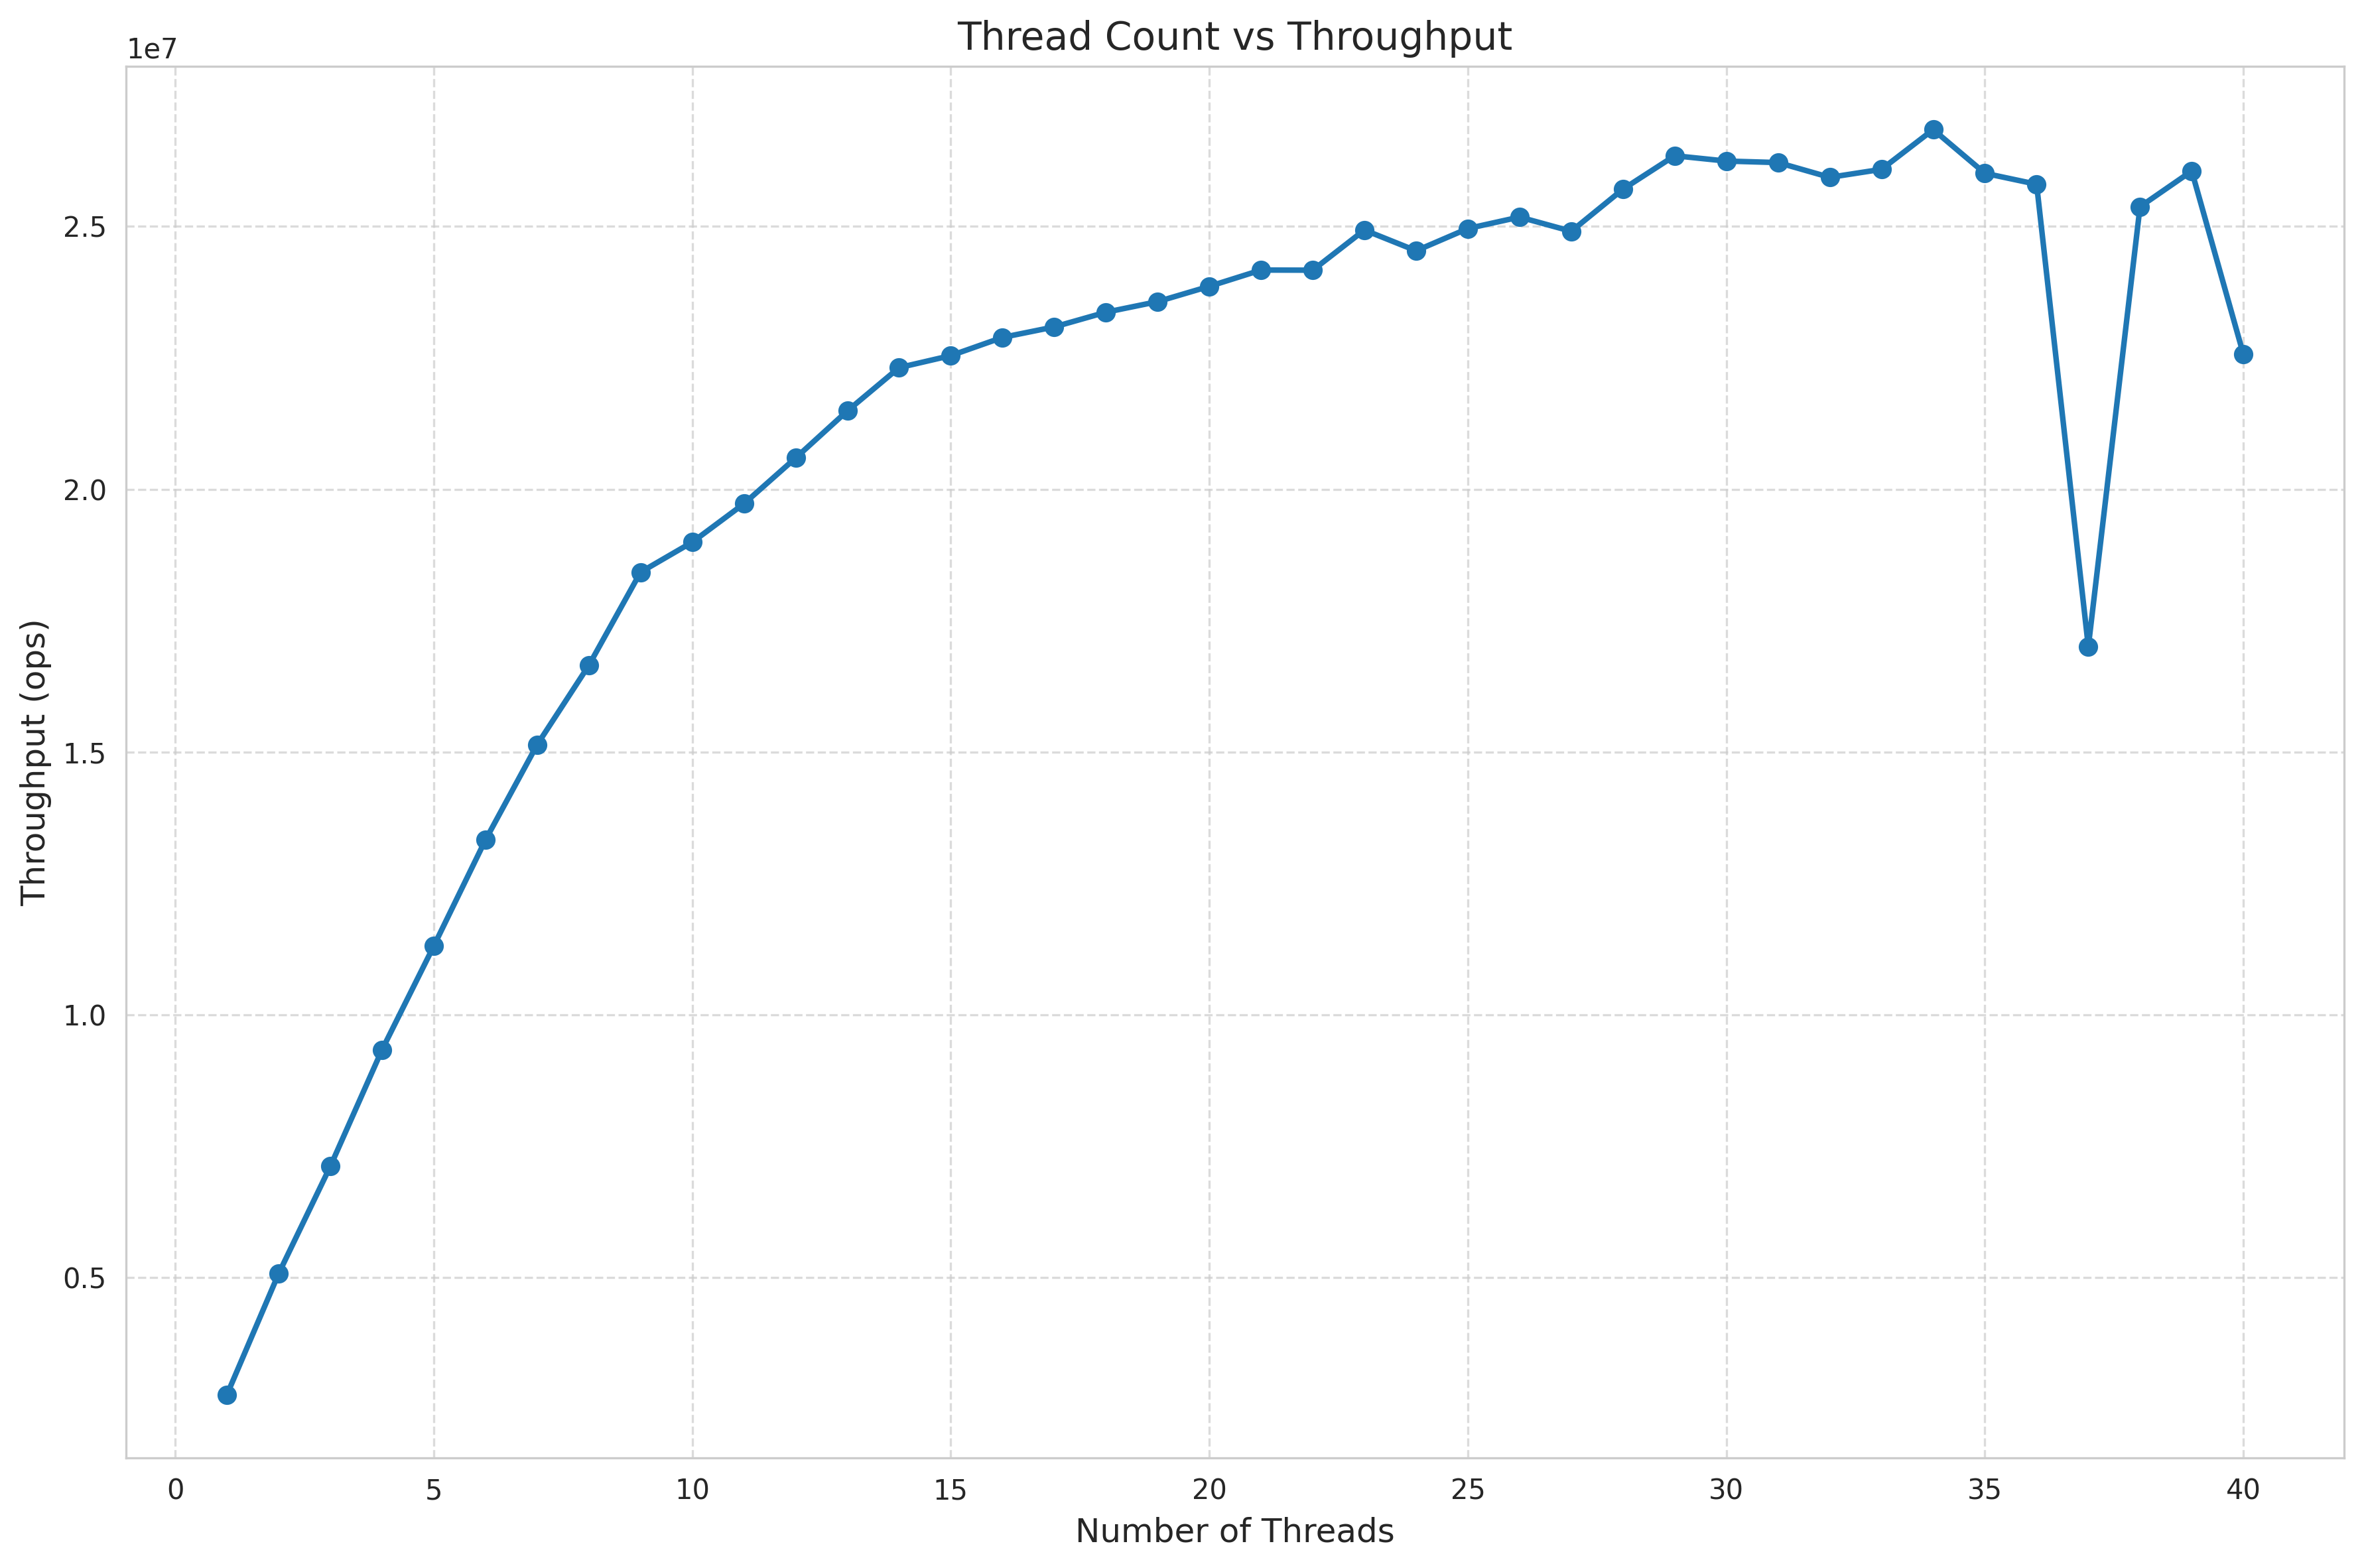 Thread Count vs Throughput
1e7
2.5
2.0
1.5
1.0
0.5
Throughput (ops)
0 5 10 15 20 25 30 35 40
Number of Threads